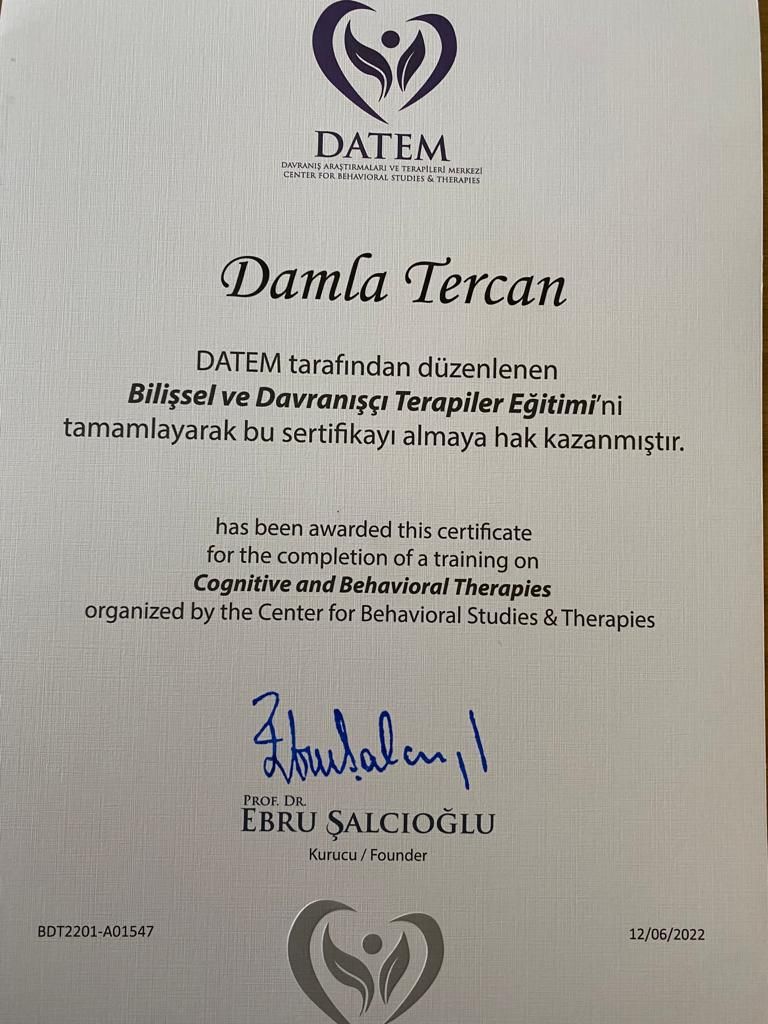 DATEM
DAVRANIŞ ARAŞTIRMALARI VE TERAPİLERİ MERKEZİ
CENTER FOR BEHAVIORAL STUDIES & THERAPIES
Damla Tercan
DATEM tarafından düzenlenen
Bilişsel ve Davranışçı Terapiler Eğitimi'ni
tamamlayarak bu sertifikayı almaya hak kazanmıştır.
has been awarded this certificate
for the completion of a training on
Cognitive and Behavioral Therapies
organized by the Center for Behavioral Studies & Therapies
PROF. DR.
EBRU ŞALCIOĞLU
Kurucu / Founder
BDT2201-A01547
12/06/2022